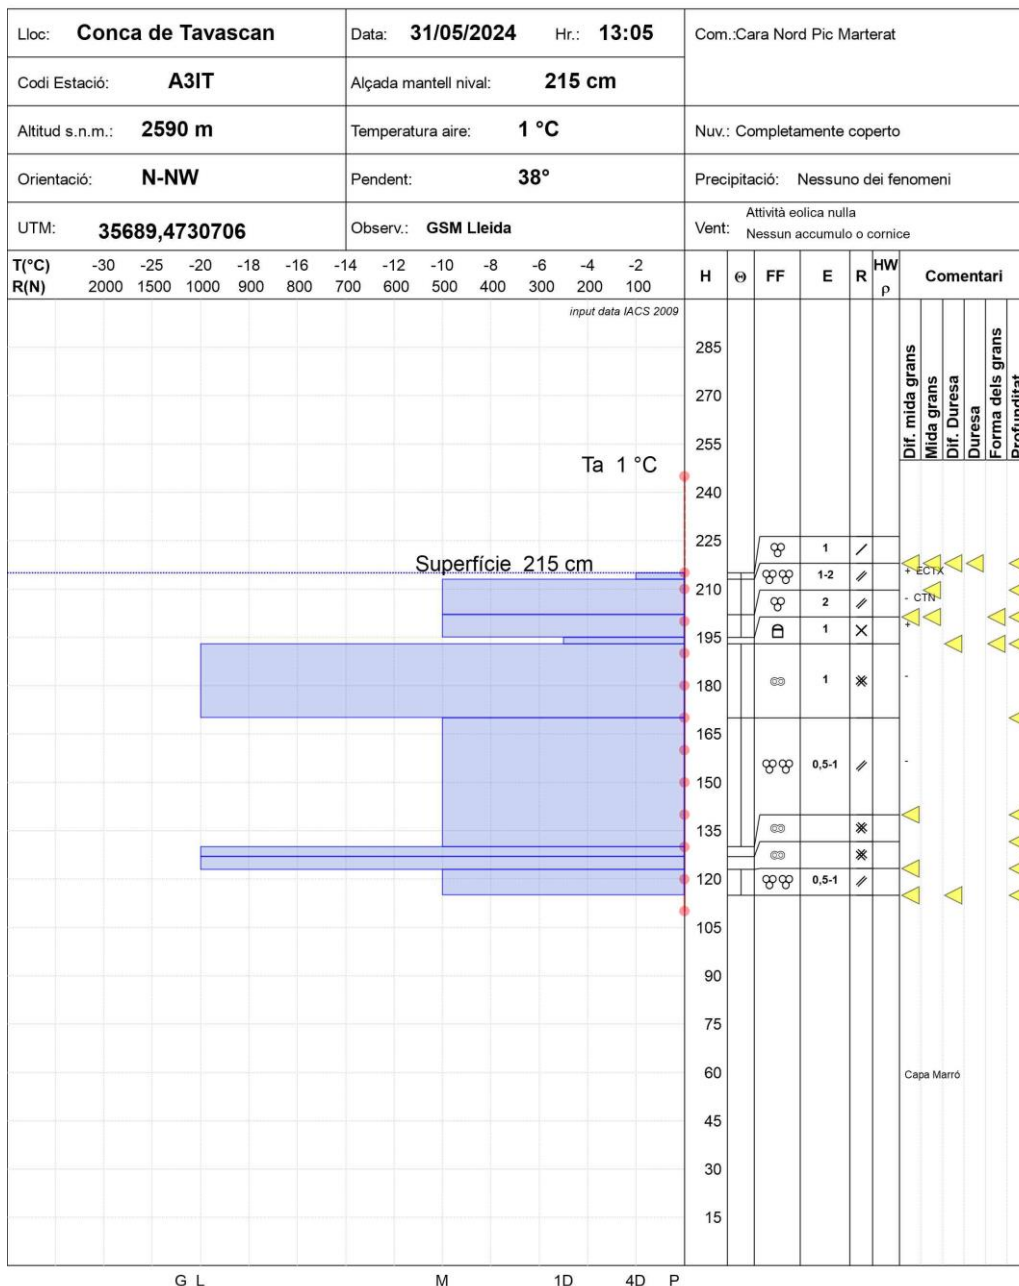 Lloc: Conca de Tavascan
Data: 31/05/2024 Hr.: 13:05
Com.:Cara Nord Pic Marterat
Codi Estació: A3IT
Alçada mantell nival: 215 cm
Altitud s.n.m.: 2590 m
Temperatura aire: 1 °C
Nuv.: Completamente coperto
Orientació: N-NW
Pendent: 38°
Precipitació: Nessuno dei fenomeni
UTM: 35689,4730706
Observ.: GSM Lleida
Vent: Attività eolica nulla
Nessun accumulo o cornice
T(°C) -30 -25 -20 -18 -16 -14 -12 -10 -8 -6 -4 -2
R(N) 2000 1500 1000 900 800 700 600 500 400 300 200 100
H Θ FF E R HW ρ Comentari
input data IACS 2009
Dif. mida grans
Mida grans
Dif. Duresa
Duresa
Forma dels grans
Profunditat
285
270
255
Ta 1 °C
240
225
1
Superfície 215 cm
1-2
+ ECTX
210
2
- CTN
195
1
+
180
1
-
165
150
0,5-1
-
135
120
0,5-1
105
90
75
60
Capa Marró
45
30
15
G L M 1D 4D P